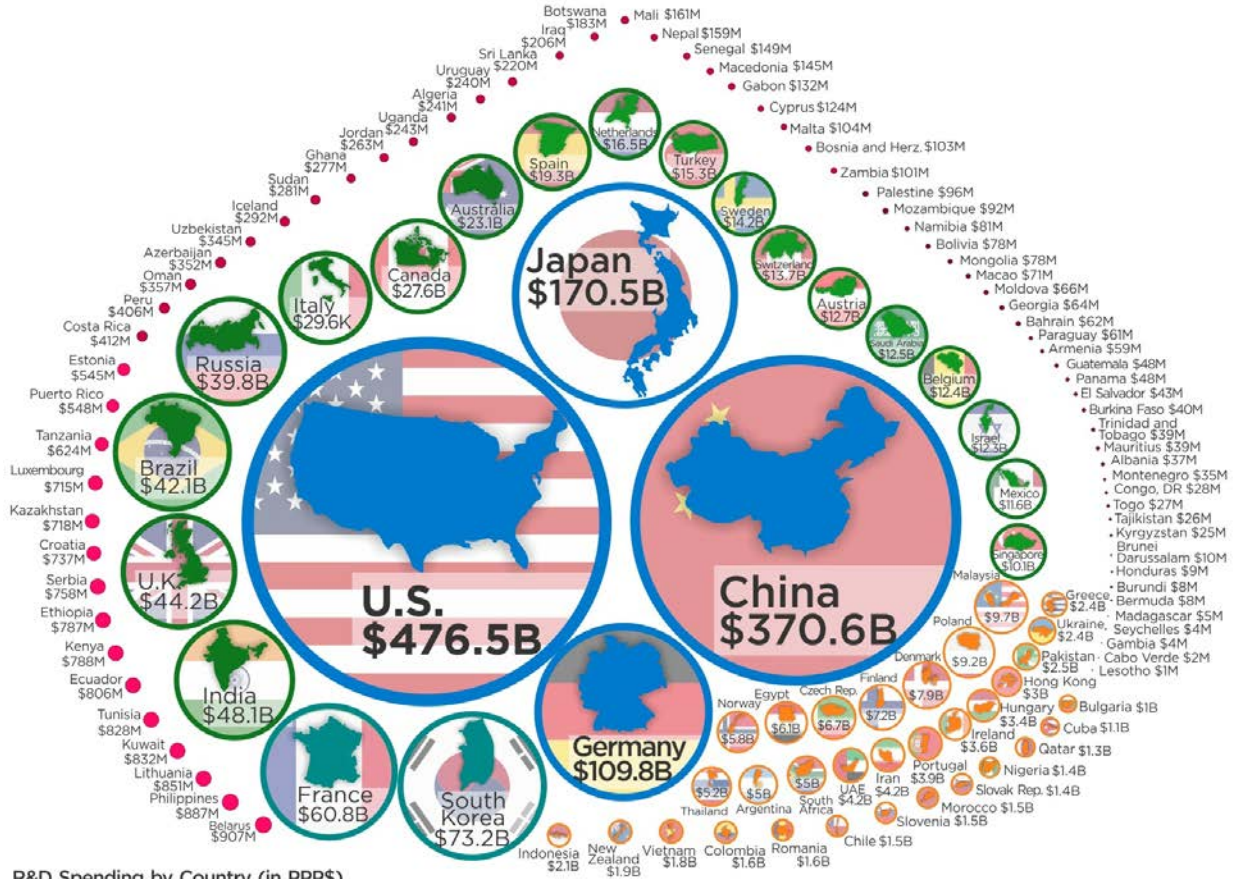 Botswana
$183M
Iraq
$206M
Sri Lanka
$220M
Uruguay
$240M
Algeria
$241M
Uganda
$243M
Jordan
$263M
Ghana
$277M
Sudan
$281M
Iceland
$292M
Uzbekistan
$345M
Azerbaijan
$352M
Oman
$357M
Peru
$406M
Costa Rica
$412M
Estonia
$545M
Puerto Rico
$548M
Tanzania
$624M
Luxembourg
$715M
Kazakhstan
$718M
Croatia
$737M
Serbia
$758M
Ethiopia
$787M
Kenya
$788M
Ecuador
$806M
Tunisia
$828M
Kuwait
$832M
Lithuania
$851M
Philippines
$887M
Belarus
$907M
Mali $161M
Nepal $159M
Senegal $149M
Macedonia $145M
Gabon $132M
Cyprus $124M
Malta $104M
Bosnia and Herz. $103M
Zambia $101M
Palestine $96M
Mozambique $92M
Namibia $81M
Bolivia $78M
Mongolia $78M
Macao $71M
Moldova $66M
Georgia $64M
Bahrain $62M
Paraguay $61M
Armenia $59M
Guatemala $48M
Panama $48M
El Salvador $43M
Burkina Faso $40M
Trinidad and
Tobago $39M
Mauritius $39M
Albania $37M
Montenegro $35M
Congo, DR $28M
Togo $27M
Tajikistan $26M
Kyrgyzstan $25M
Brunei
Darussalam $10M
Honduras $9M
Burundi $8M
Bermuda $8M
Madagascar $5M
Seychelles $4M
Gambia $4M
Cabo Verde $2M
Lesotho $1M
Netherlands
$16.5B
Spain
$19.3B
Turkey
$15.3B
Australia
$23.1B
Sweden
$14.2B
Canada
$27.6B
Switzerland
$13.7B
Italy
$29.6K
Austria
$12.7B
Russia
$39.8B
Saudi Arabia
$12.5B
Belgium
$12.4B
Brazil
$42.1B
Israel
$12.3B
Mexico
$11.6B
U.K.
$44.2B
Singapore
$10.1B
India
$48.1B
Japan
$170.5B
U.S.
$476.5B
China
$370.6B
Germany
$109.8B
France
$60.8B
South
Korea
$73.2B
Malaysia
$9.7B
Poland
$9.2B
Denmark
$7.9B
Finland
$7.2B
Czech Rep.
$6.7B
Egypt
$6.1B
Norway
$5.8B
Greece
$2.4B
Ukraine,
$2.4B
Pakistan
$2.5B
Hong Kong
$3B
Hungary
$3.4B
Ireland
$3.6B
Portugal
$3.9B
Iran
$4.2B
UAE
$4.2B
$5B
South
Africa
$5B
Argentina
$5.2B
Thailand
Bulgaria $1B
Cuba $1.1B
Qatar $1.3B
Nigeria $1.4B
Slovak Rep. $1.4B
Morocco $1.5B
Slovenia $1.5B
Chile $1.5B
Romania
$1.6B
Colombia
$1.6B
Vietnam
$1.8B
New
Zealand
$1.9B
Indonesia
$2.1B
R&D Spending by Country (in PPP$)